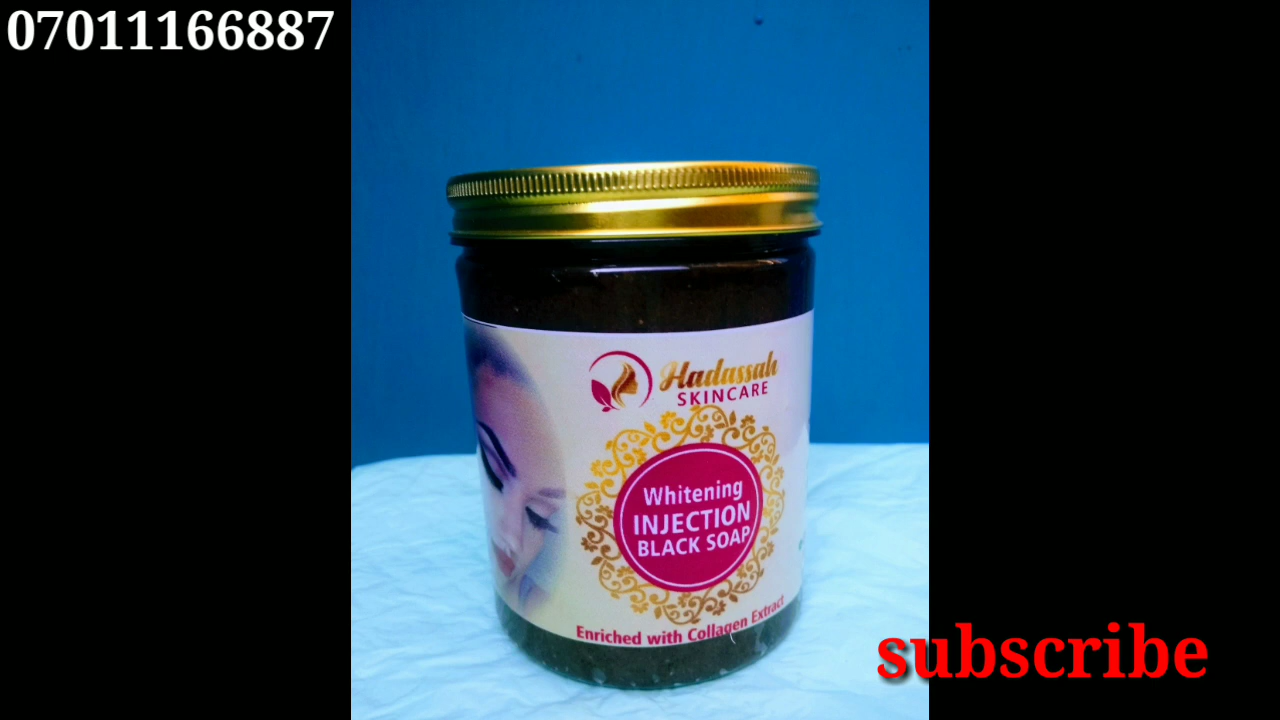 07011166887
Hadassah
SKINCARE
Whitening
INJECTION
BLACK SOAP
Enriched with Collagen Extract
subscribe